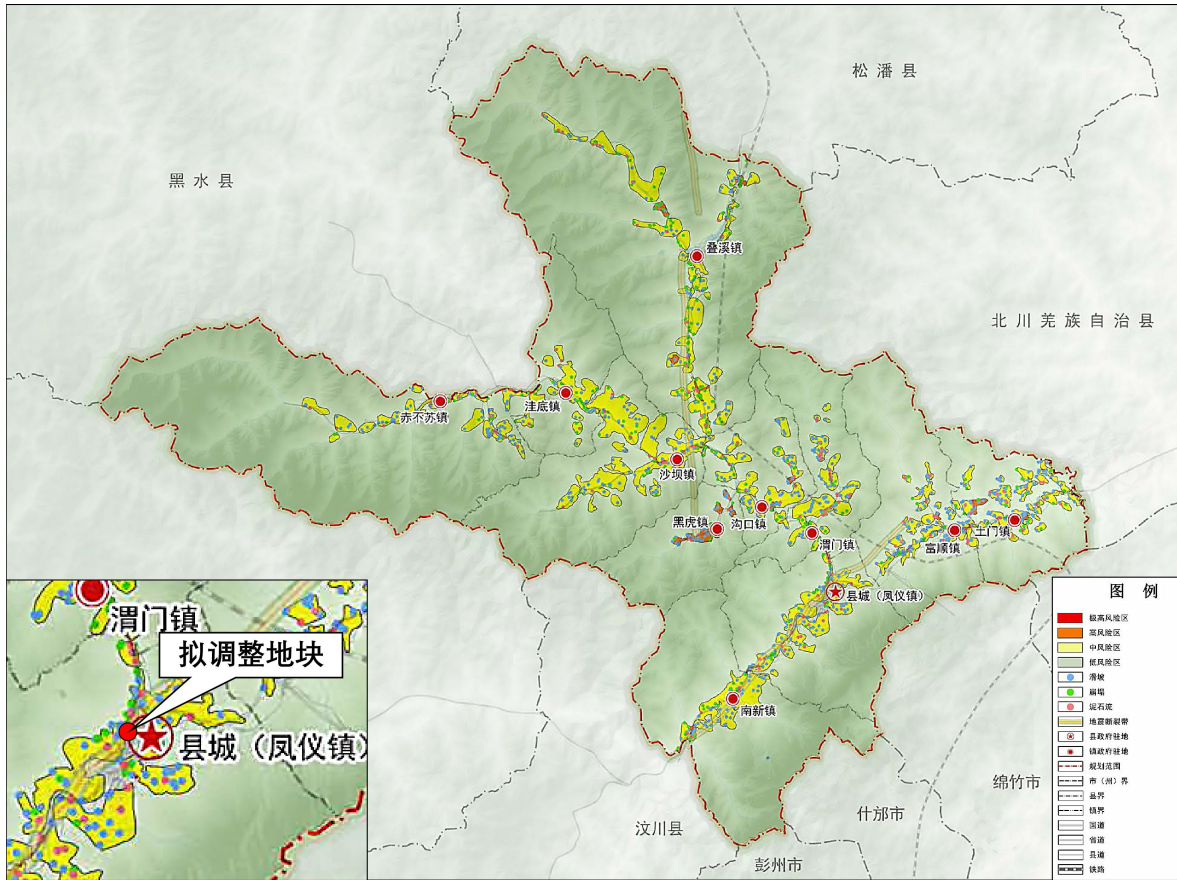 松潘县
黑水县
叠溪镇
北川羌族自治县
赤不苏镇
洼底镇
沙坝镇
黑虎镇
沟口镇
渭门镇
富顺镇
土门镇
县城（凤仪镇）
南新镇
汶川县
什邡市
绵竹市
彭州市
渭门镇
拟调整地块
县城（凤仪镇）
图 例
极高风险区
高风险区
中风险区
低风险区
滑坡
崩塌
泥石流
地震断裂带
县政府驻地
镇政府驻地
规划范围
市（州）界
县界
镇界
国道
省道
县道
铁路